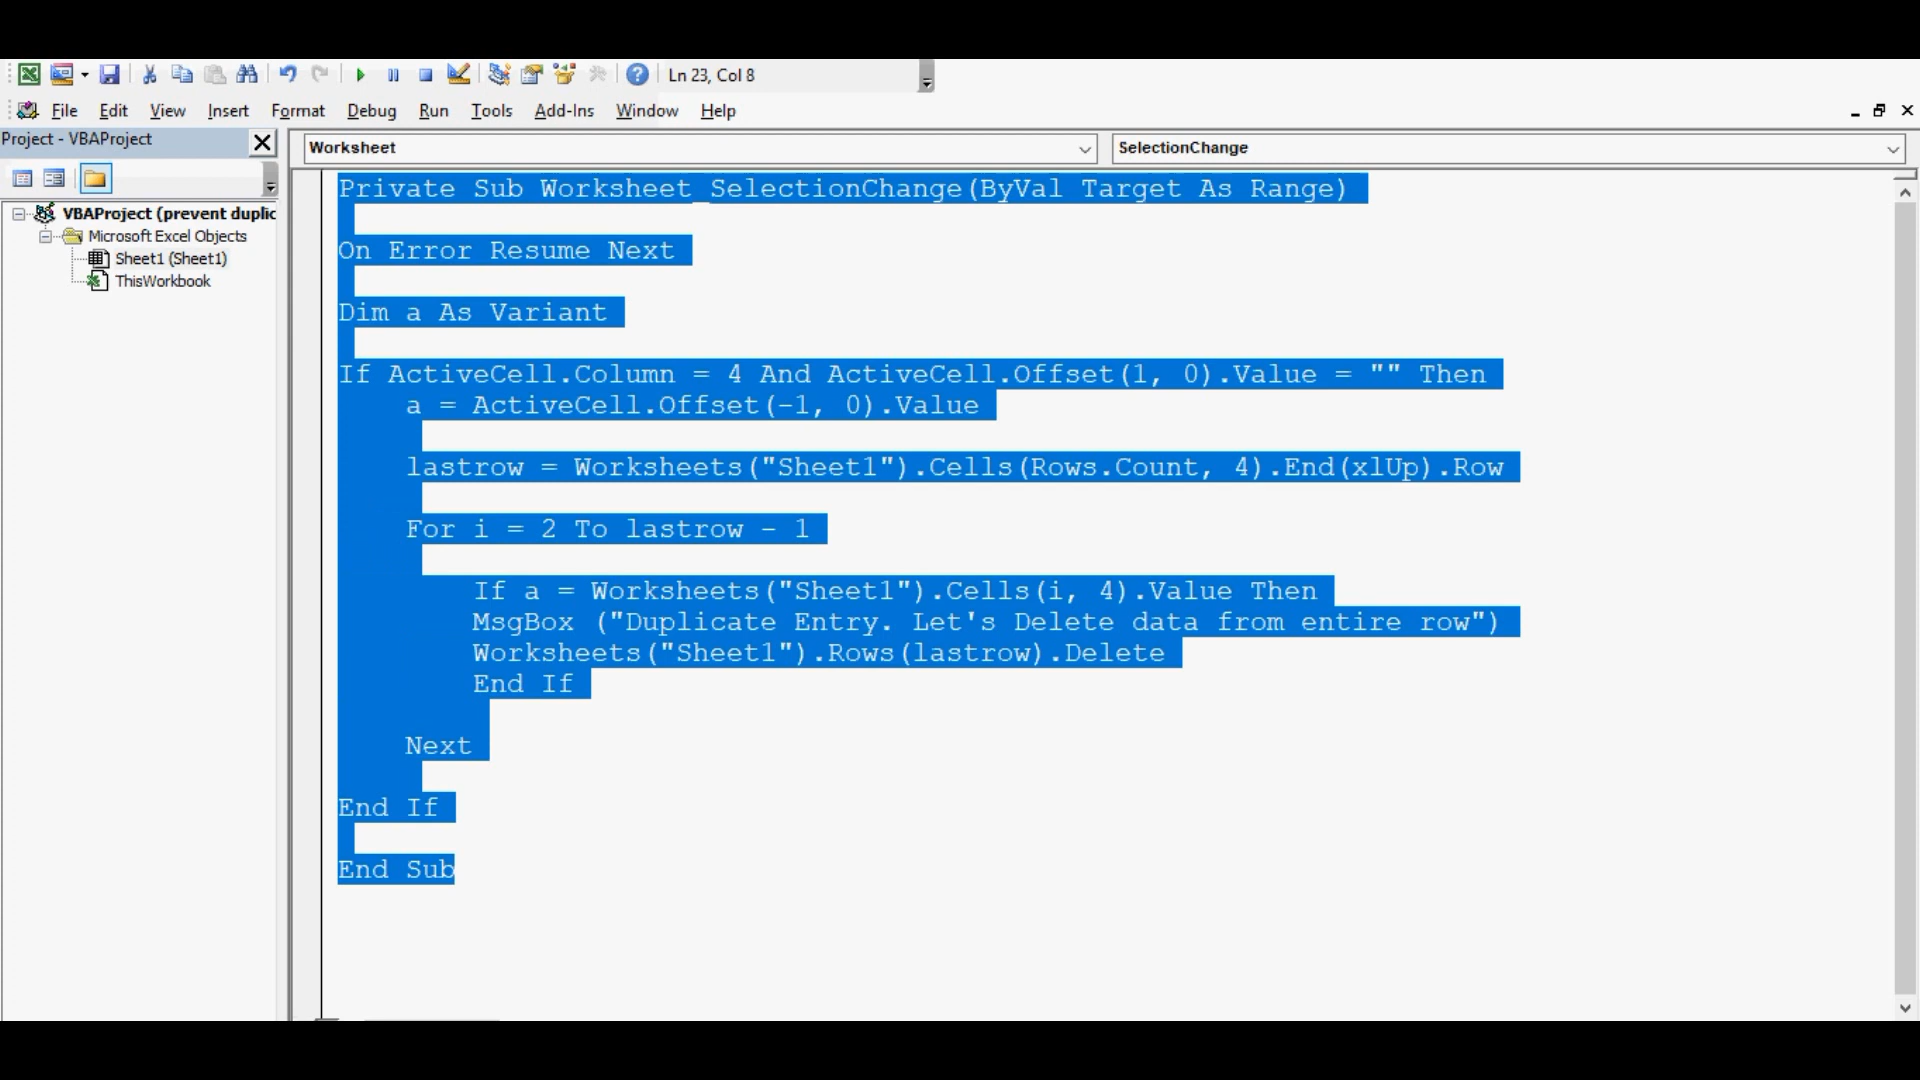 Ln 23, Col 8
File Edit View Insert Format Debug Run Tools Add-Ins Window Help
Project - VBAProject
Worksheet
SelectionChange
VBAProject (prevent duplic
Microsoft Excel Objects
Sheet1 (Sheet1)
ThisWorkbook
Private Sub Worksheet_SelectionChange(ByVal Target As Range)
On Error Resume Next
Dim a As Variant
If ActiveCell.Column = 4 And ActiveCell.Offset(1, 0).Value = "" Then
a = ActiveCell.Offset(-1, 0).Value
lastrow = Worksheets("Sheet1").Cells(Rows.Count, 4).End(xlUp).Row
For i = 2 To lastrow - 1
If a = Worksheets("Sheet1").Cells(i, 4).Value Then
MsgBox ("Duplicate Entry. Let's Delete data from entire row")
Worksheets("Sheet1").Rows(lastrow).Delete
End If
Next
End If
End Sub